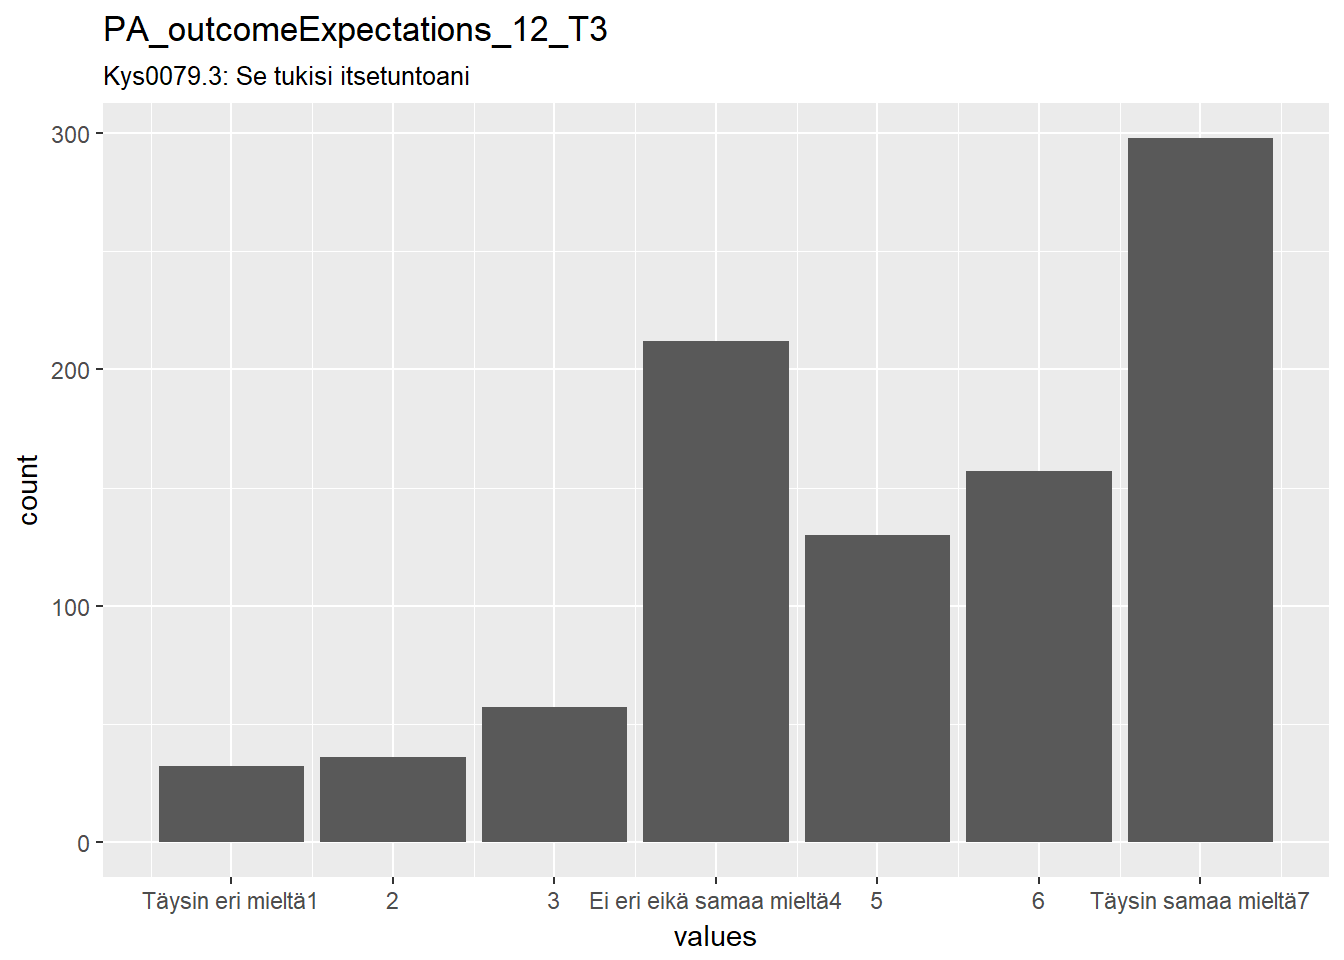 PA_outcomeExpectations_12_T3
Kys0079.3: Se tukisi itsetuntoani
300
200
100
0
count
Täysin eri mieltä1 2 3 Ei eri eikä samaa mieltä4 5 6 Täysin samaa mieltä7
values